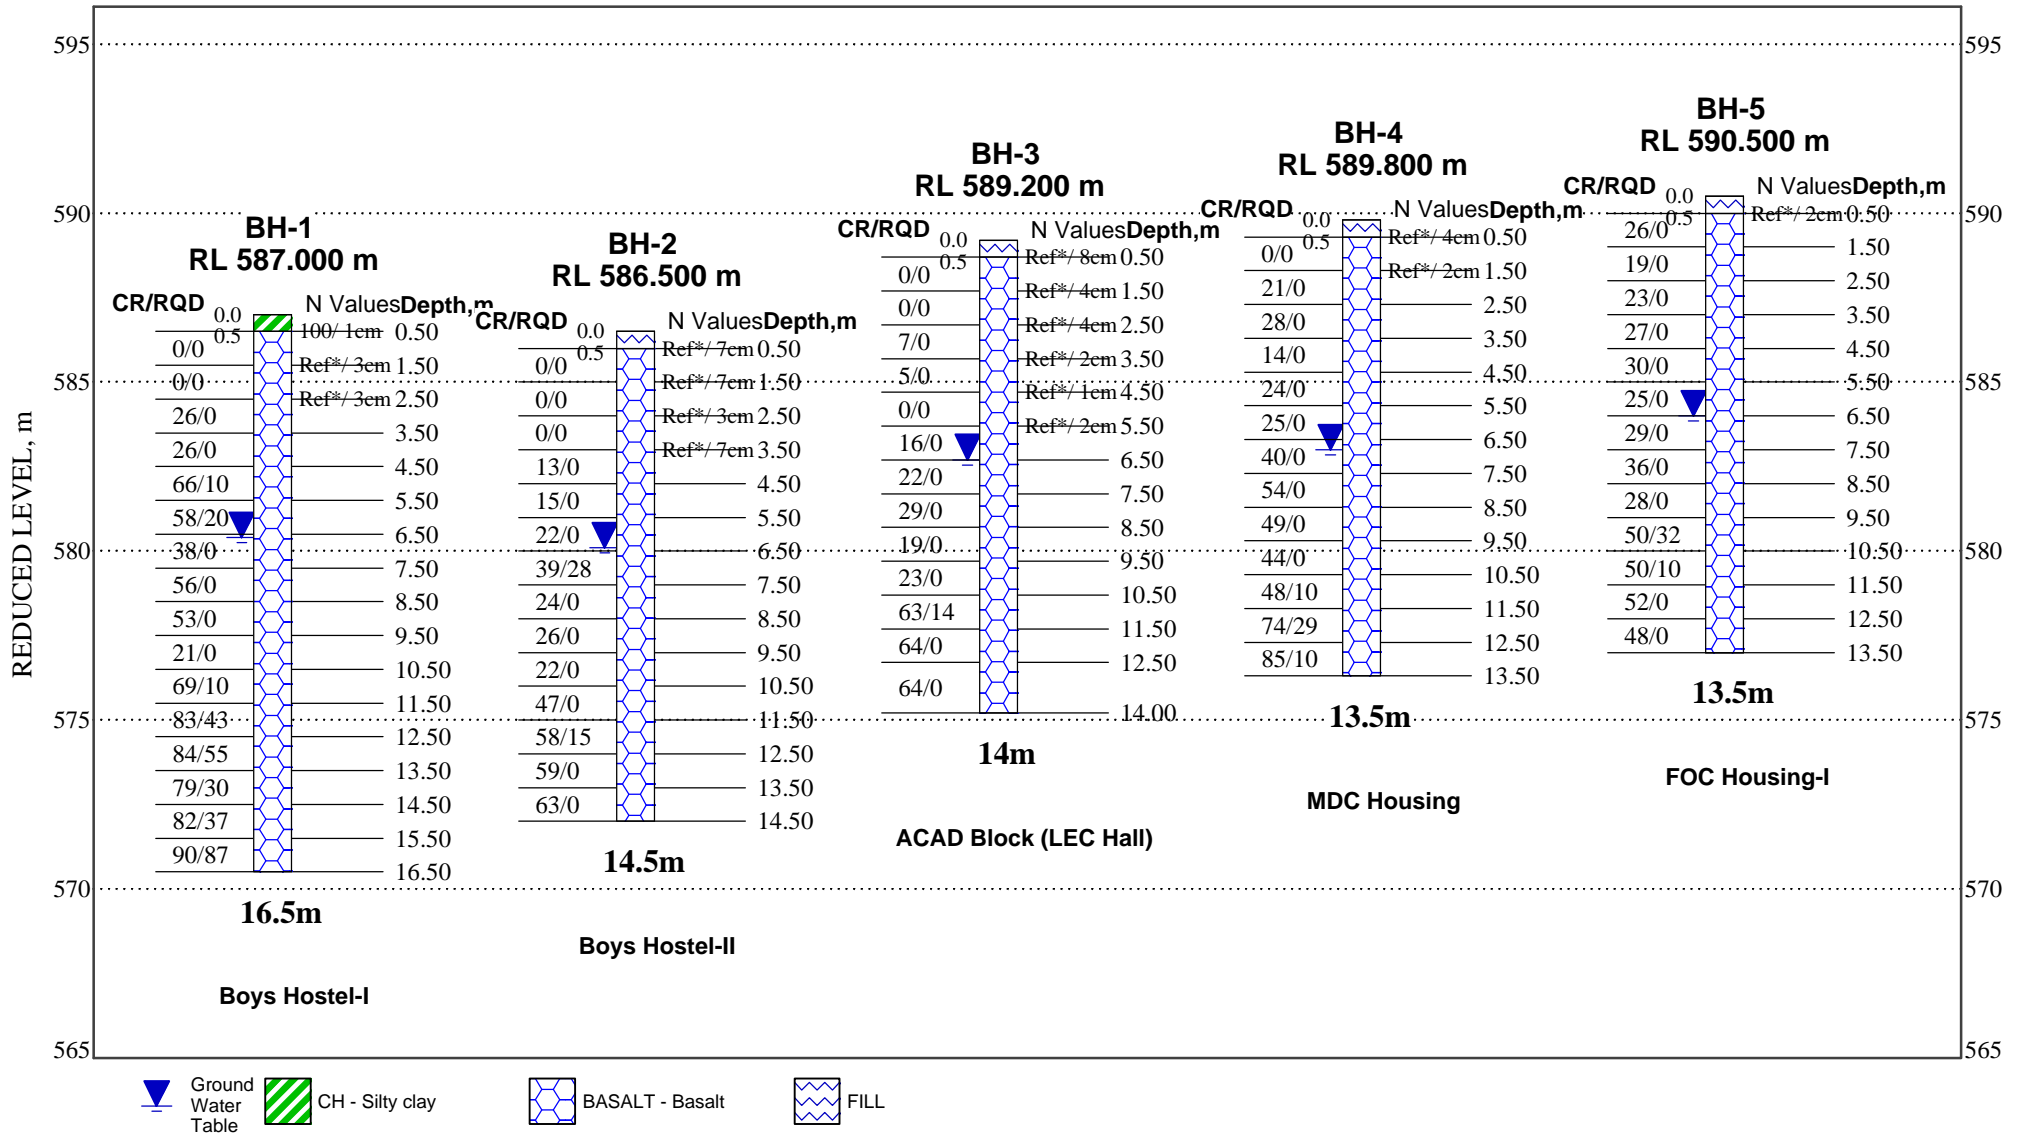 REDUCED LEVEL, m
595
590
585
580
575
570
565
BH-1
RL 587.000 m
CR/RQD
N Values Depth,m
0.0
0.5
100/ 1cm 0.50
0/0
Ref*/ 3cm 1.50
0/0
Ref*/ 3cm 2.50
26/0
3.50
26/0
4.50
66/10
5.50
58/20
6.50
38/0
7.50
56/0
8.50
53/0
9.50
21/0
10.50
69/10
11.50
83/43
12.50
84/55
13.50
79/30
14.50
82/37
15.50
90/87
16.50
16.5m
Boys Hostel-I
BH-2
RL 586.500 m
CR/RQD
N Values Depth,m
0.0
0.5
Ref*/ 7cm 0.50
0/0
Ref*/ 7cm 1.50
0/0
Ref*/ 3cm 2.50
0/0
Ref*/ 7cm 3.50
13/0
4.50
15/0
5.50
22/0
6.50
39/28
7.50
24/0
8.50
26/0
9.50
22/0
10.50
47/0
11.50
58/15
12.50
59/0
13.50
63/0
14.50
14.5m
Boys Hostel-II
BH-3
RL 589.200 m
CR/RQD
N Values Depth,m
0.0
0.5
Ref*/ 8cm 0.50
0/0
Ref*/ 4cm 1.50
0/0
Ref*/ 4cm 2.50
7/0
Ref*/ 2cm 3.50
5/0
Ref*/ 1cm 4.50
0/0
Ref*/ 2cm 5.50
16/0
6.50
22/0
7.50
29/0
8.50
19/0
9.50
23/0
10.50
63/14
11.50
64/0
12.50
64/0
14.00
14m
ACAD Block (LEC Hall)
BH-4
RL 589.800 m
CR/RQD
N Values Depth,m
0.0
0.5
Ref*/ 4cm 0.50
0/0
Ref*/ 2cm 1.50
21/0
2.50
28/0
3.50
14/0
4.50
24/0
5.50
25/0
6.50
40/0
7.50
54/0
8.50
49/0
9.50
44/0
10.50
48/10
11.50
74/29
12.50
85/10
13.50
13.5m
MDC Housing
BH-5
RL 590.500 m
CR/RQD
N Values Depth,m
0.0
0.5
Ref*/ 2cm 0.50
26/0
1.50
19/0
2.50
23/0
3.50
27/0
4.50
30/0
5.50
25/0
6.50
29/0
7.50
36/0
8.50
28/0
9.50
50/32
10.50
50/10
11.50
52/0
12.50
48/0
13.50
13.5m
FOC Housing-I
595
590
585
580
575
570
565
Ground
Water
Table
CH - Silty clay
BASALT - Basalt
FILL